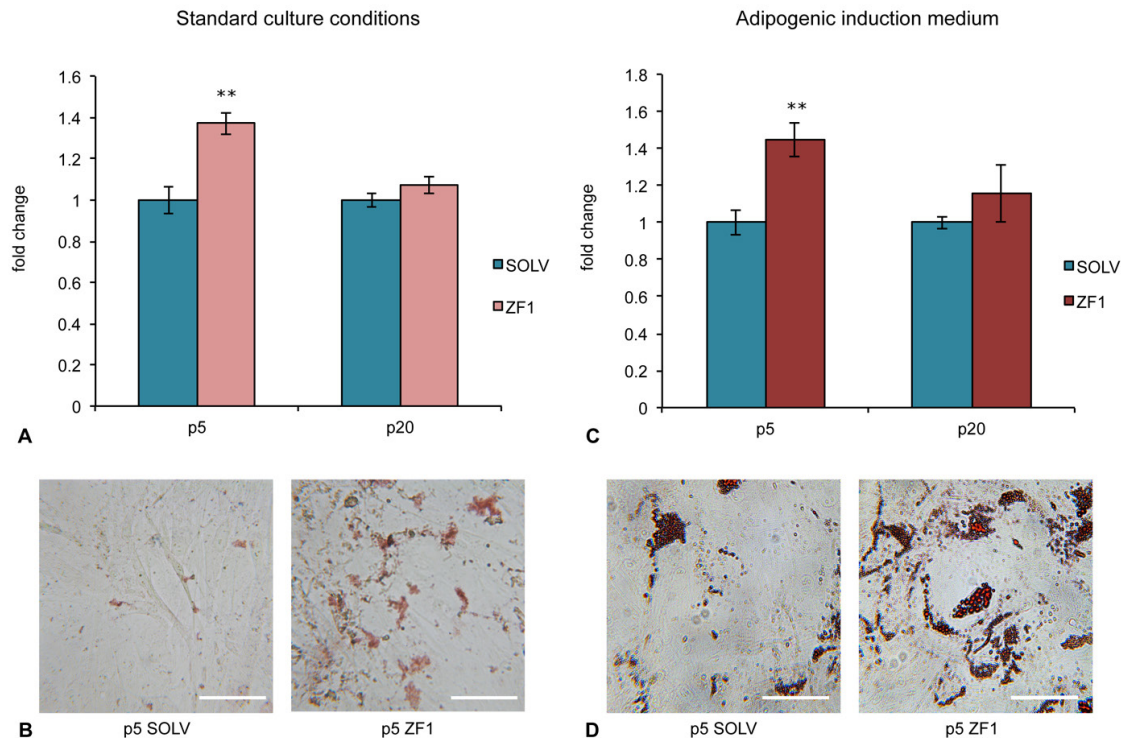 Standard culture conditions
fold change
1.6
1.4
1.2
1
0.8
0.6
0.4
0.2
0
**
p5
p20
SOLV
ZF1
A
Adipogenic induction medium
fold change
1.8
1.6
1.4
1.2
1
0.8
0.6
0.4
0.2
0
**
p5
p20
SOLV
ZF1
C
B
p5 SOLV
p5 ZF1
D
p5 SOLV
p5 ZF1